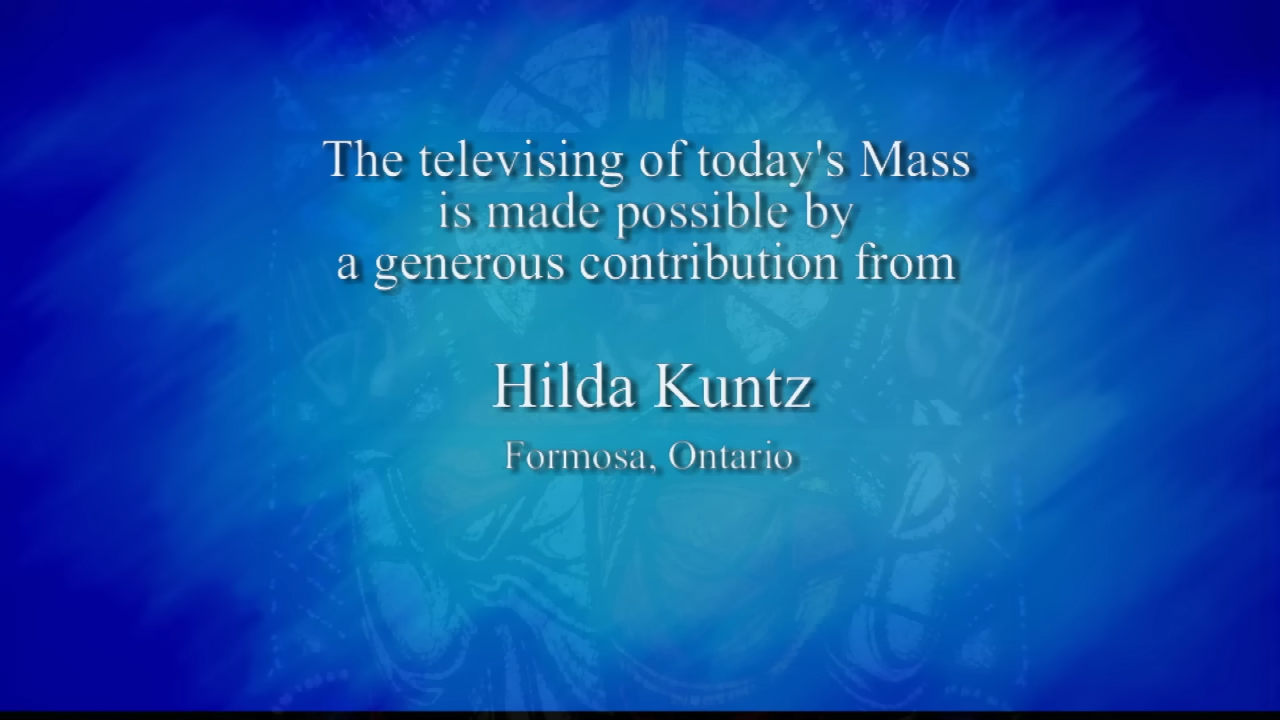 The televising of today's Mass
is made possible by
a generous contribution from
Hilda Kuntz
Formosa, Ontario